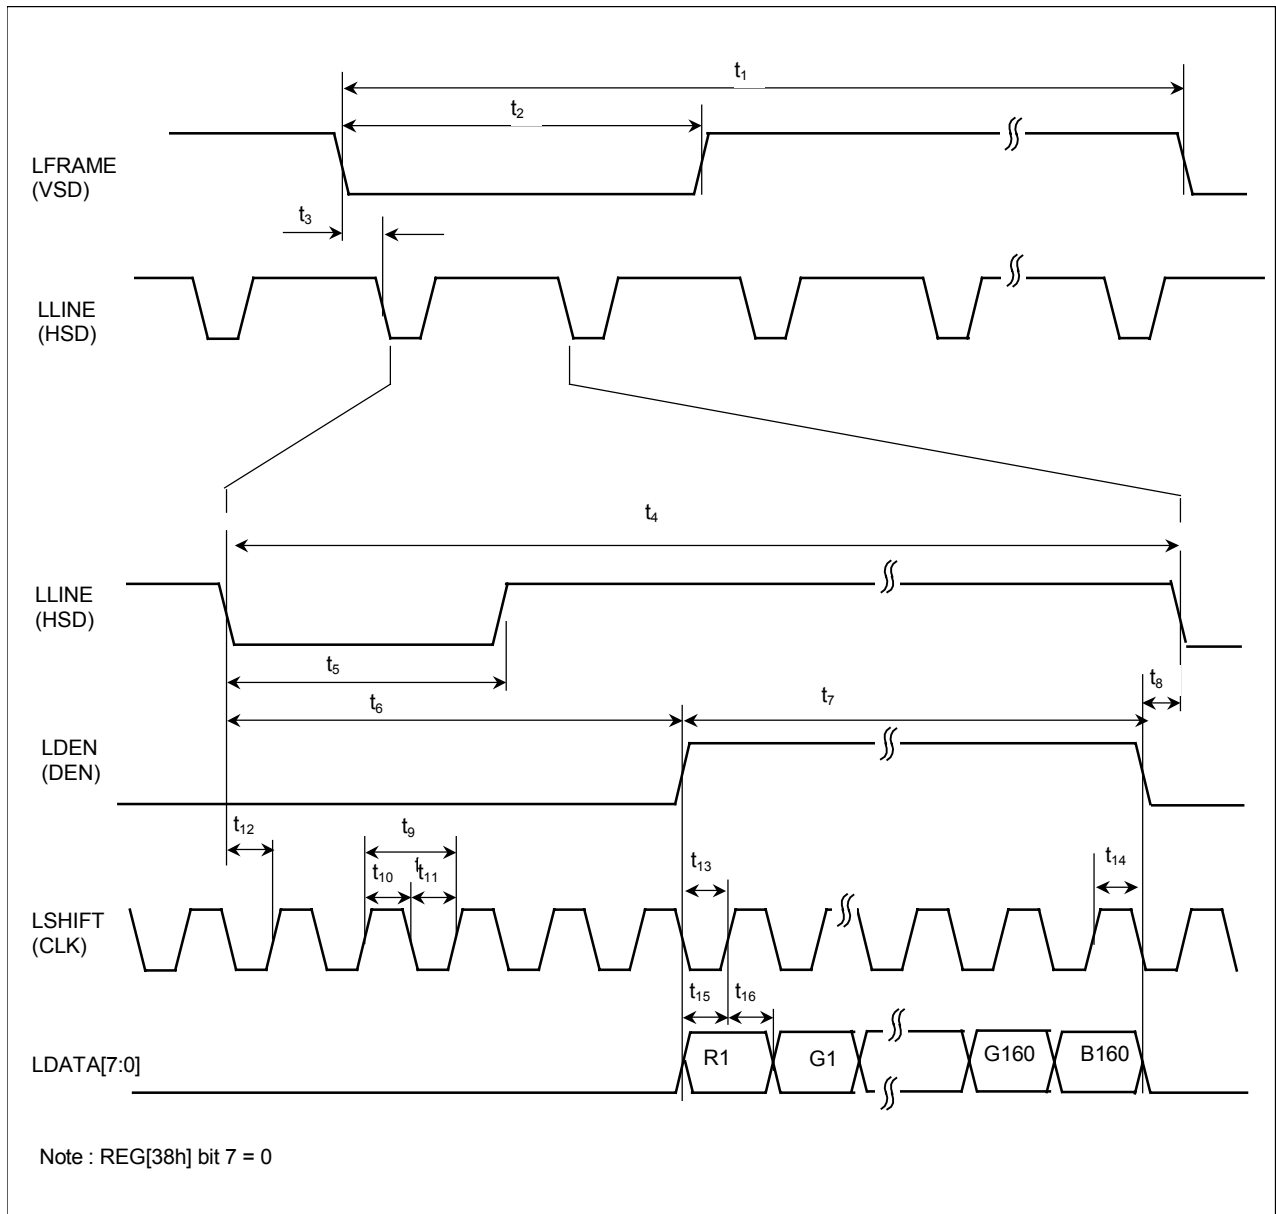 t1
t2
LFRAME
(VSD)
t3
LLINE
(HSD)
t4
LLINE
(HSD)
t5
t6
t7
t8
LDEN
(DEN)
t12
t9
t10
t11
t13
t14
LSHIFT
(CLK)
t15
t16
LDATA[7:0]
R1
G1
G160
B160
Note : REG[38h] bit 7 = 0